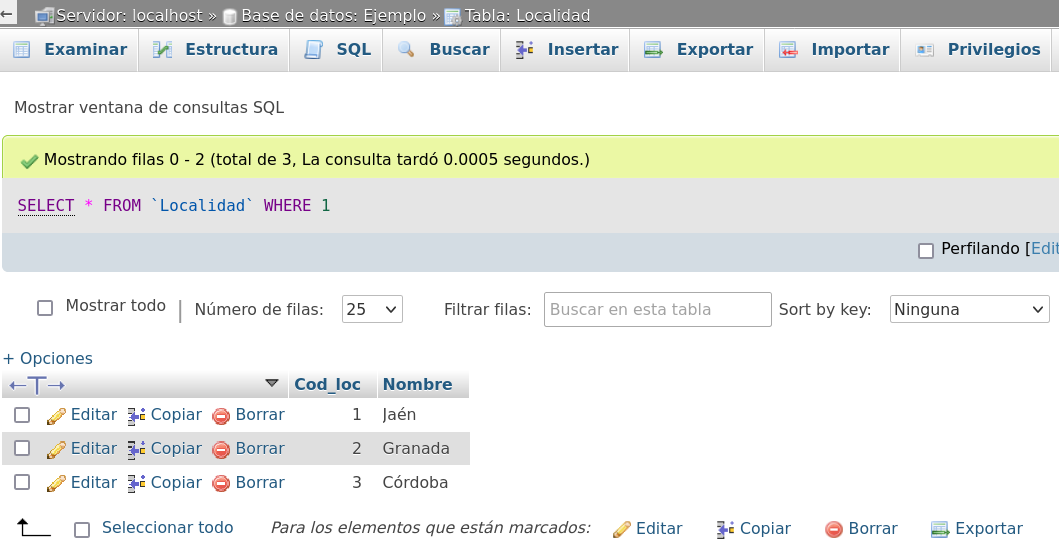 ← Servidor: localhost » Base de datos: Ejemplo » Tabla: Localidad
Examinar Estructura SQL Buscar Insertar Exportar Importar Privilegios
Mostrar ventana de consultas SQL
Mostrando filas 0 - 2 (total de 3, La consulta tardó 0.0005 segundos.)
SELECT * FROM `Localidad` WHERE 1
Perfilando [Edit
Mostrar todo | Número de filas: 25 Filtrar filas: Buscar en esta tabla Sort by key: Ninguna
+ Opciones
←T→ Cod_loc Nombre
Editar Copiar Borrar 1 Jaén
Editar Copiar Borrar 2 Granada
Editar Copiar Borrar 3 Córdoba
Seleccionar todo Para los elementos que están marcados: Editar Copiar Borrar Exportar